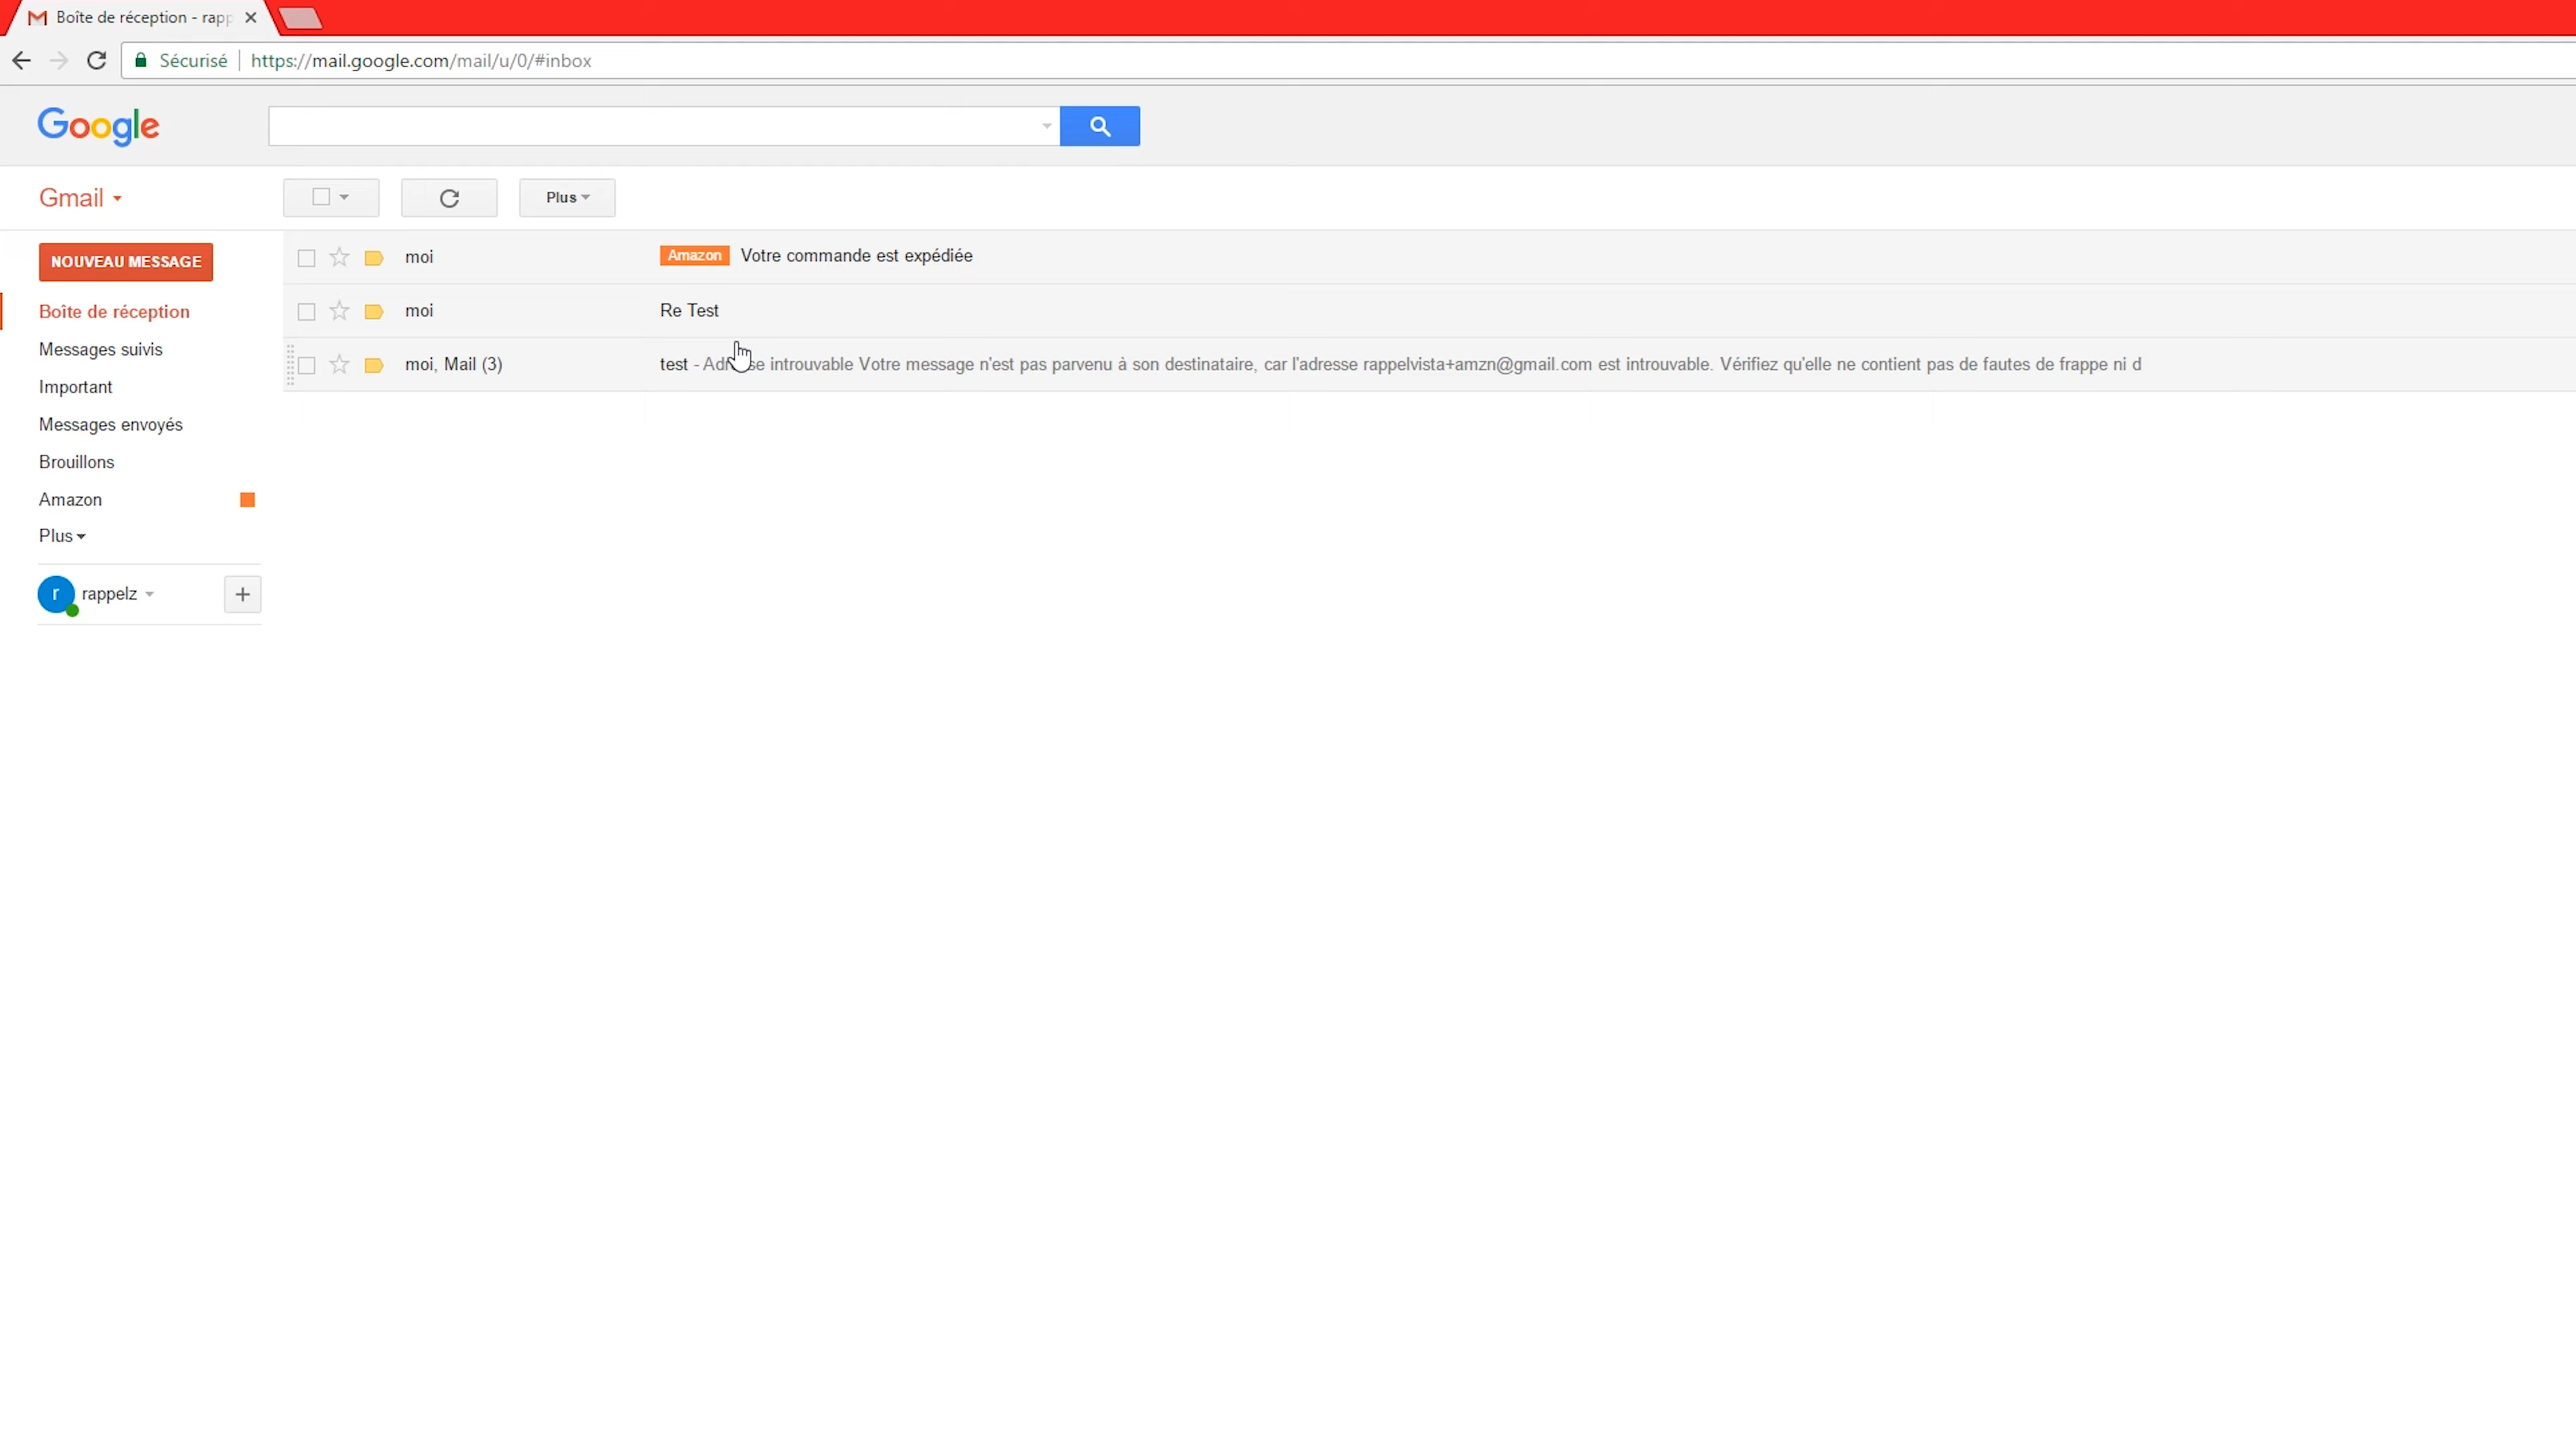 Boîte de réception - rapp
Sécurisé https://mail.google.com/mail/u/0/#inbox
Google
Gmail
Plus
NOUVEAU MESSAGE
Boîte de réception
Messages suivis
Important
Messages envoyés
Brouillons
Amazon
Plus
r rappelz
moi Amazon Votre commande est expédiée
moi Re Test
moi, Mail (3) test - introuvable Votre message n'est pas parvenu à son destinataire, car l'adresse rappelvista+amzn@gmail.com est introuvable. Vérifiez qu'elle ne contient pas de fautes de frappe ni d